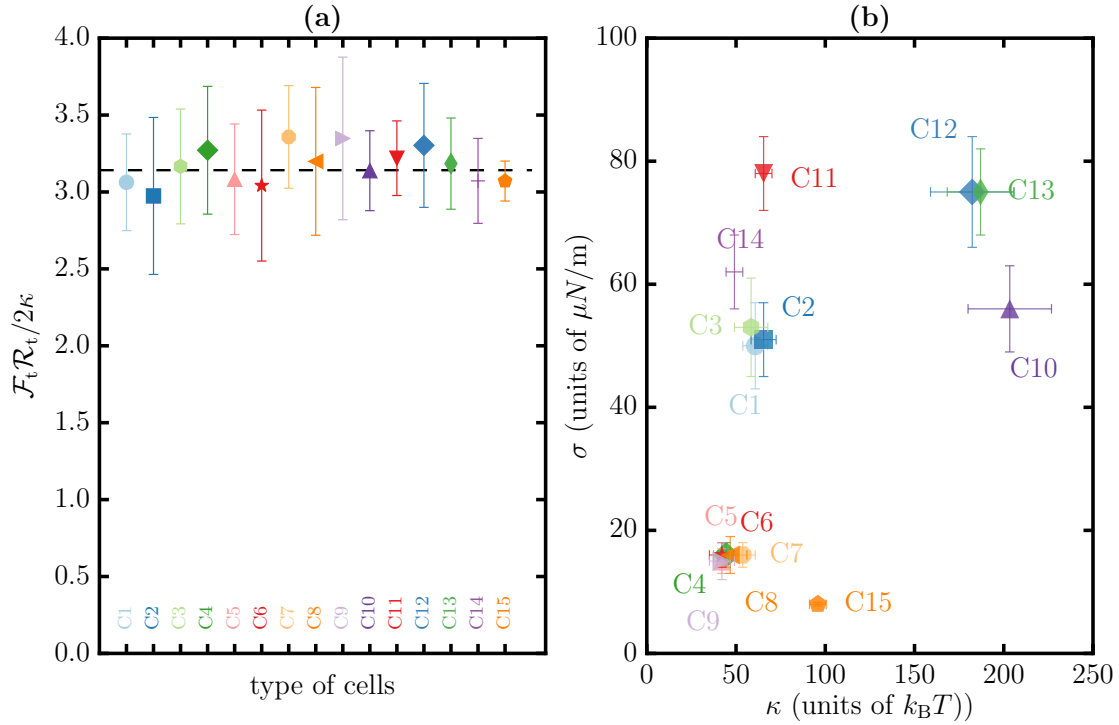 (a)
4.0
3.5
3.0
2.5
2.0
1.5
1.0
0.5
0.0
ℱₜℛₜ/2κ
C1
C2
C3
C4
C5
C6
C7
C8
C9
C10
C11
C12
C13
C14
C15
type of cells
(b)
100
80
60
40
20
0
σ (units of μN/m)
C12
C11
C13
C14
C3
C2
C10
C1
C5
C6
C7
C4
C8
C15
C9
0
50
100
150
200
250
κ (units of k_BT)